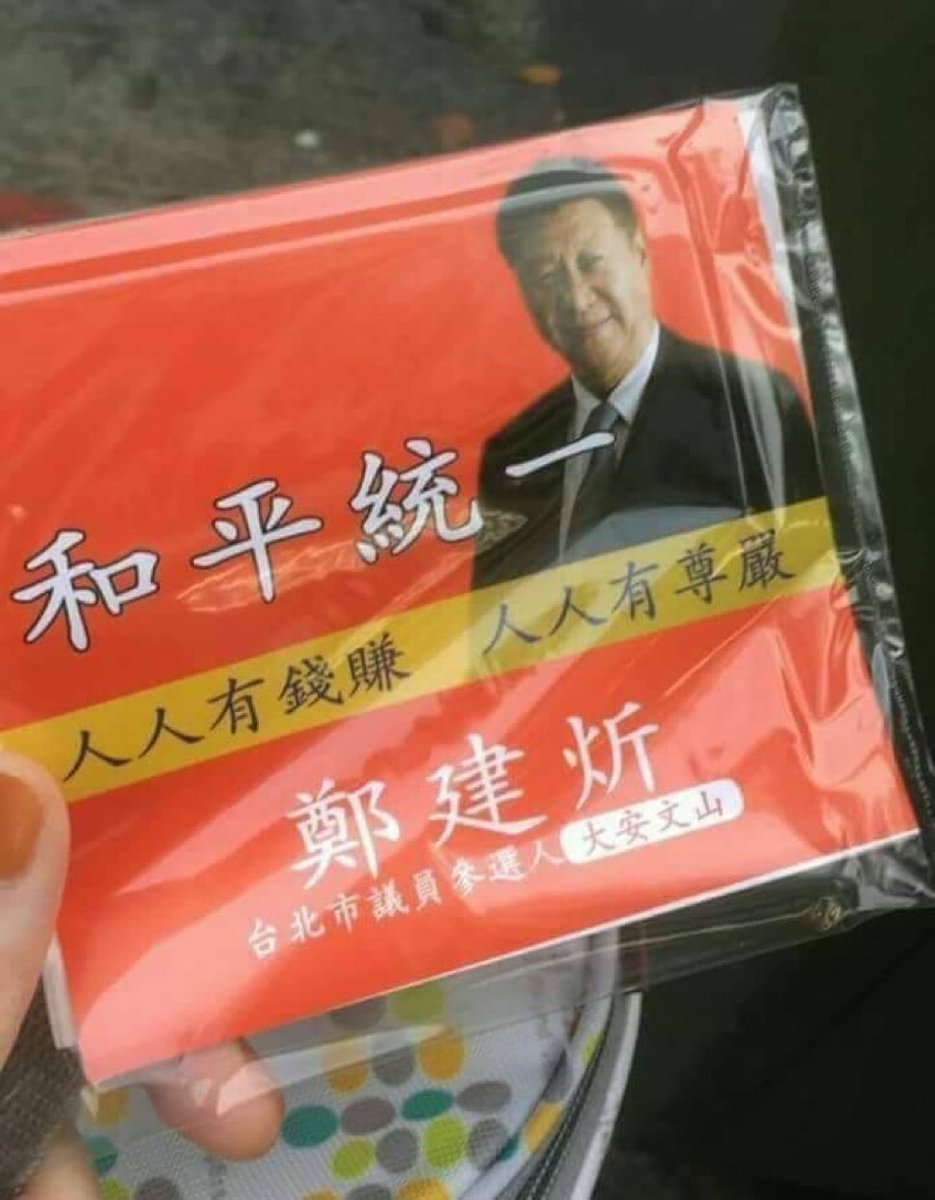 和平統一
人人有錢賺 人人有尊嚴
鄭建炘
台北市議員參選人 大安文山